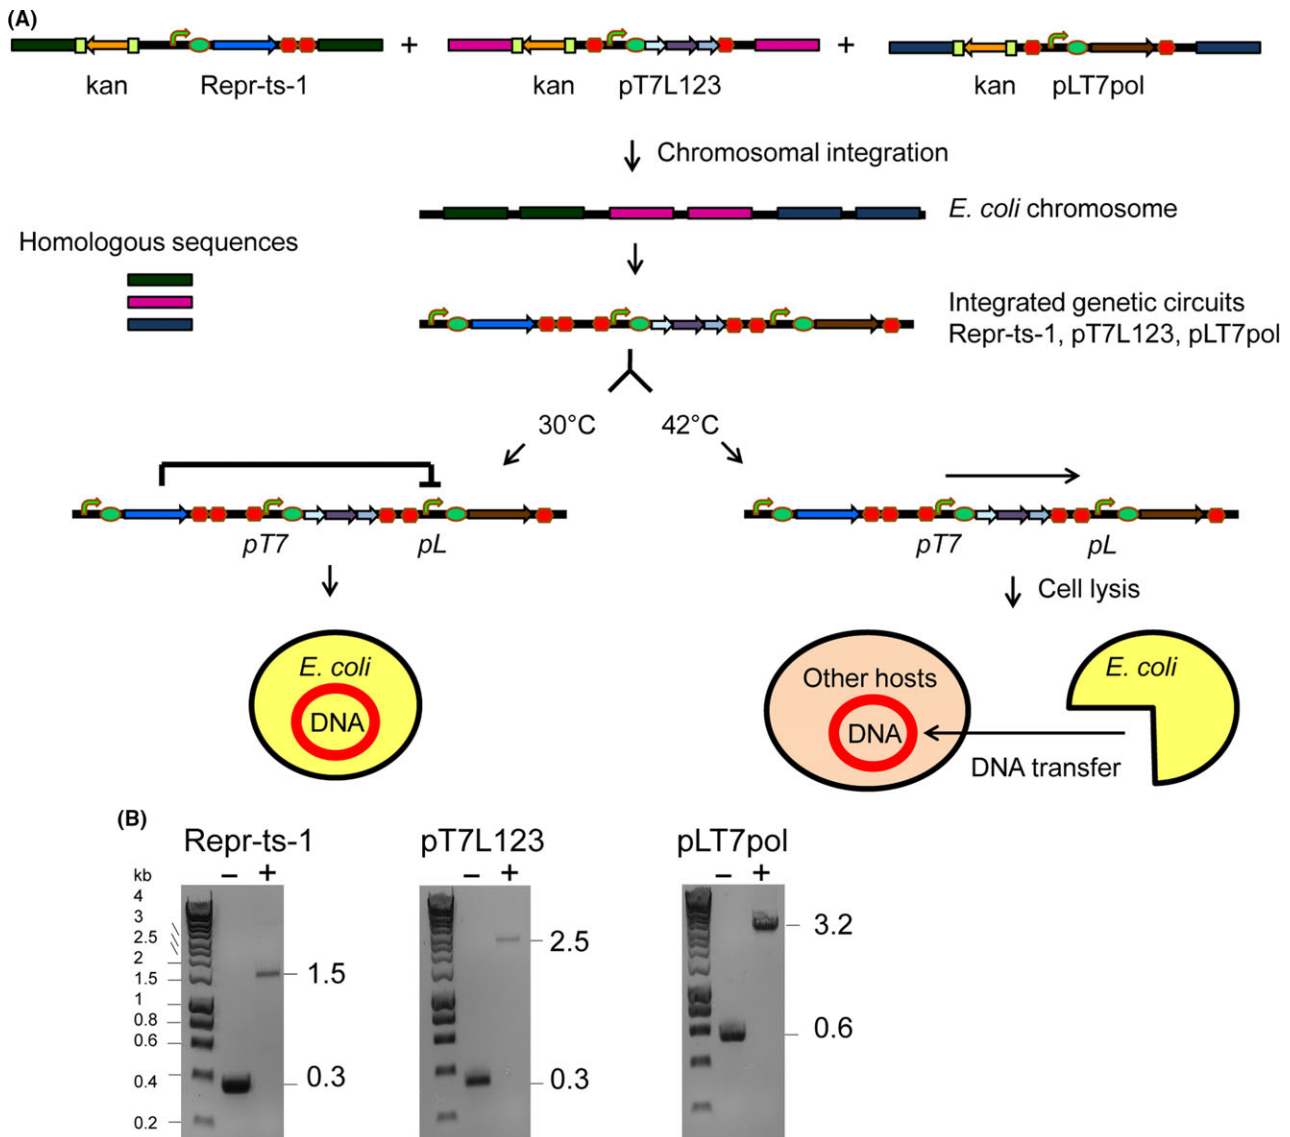 (A)
+ +
kan Repr-ts-1 kan pT7L123 kan pLT7pol
Chromosomal integration
E. coli chromosome
Homologous sequences
Integrated genetic circuits
Repr-ts-1, pT7L123, pLT7pol
30°C 42°C
pT7 pL pT7 pL
Cell lysis
E. coli
DNA
Other hosts
DNA
E. coli
DNA transfer
(B)
Repr-ts-1 pT7L123 pLT7pol
kb – + – + – +
4
3
2.5
2
1.5
1
0.8
0.6
0.4
0.2
1.5
0.3
2.5
0.3
3.2
0.6